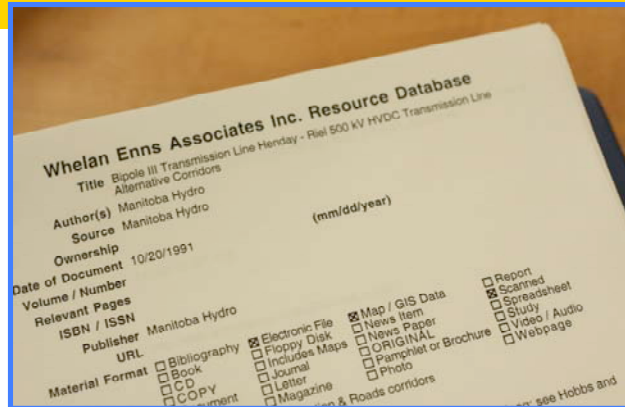 Whelan Enns Associates Inc. Resource Database
Title Bipole III Transmission Line Henday - Riel 500 kV HVDC Transmission Line
Alternative Corridors
Author(s) Manitoba Hydro
Source Manitoba Hydro
Ownership
Date of Document 10/20/1991 (mm/dd/year)
Volume / Number
Relevant Pages
ISBN / ISSN
Publisher Manitoba Hydro
URL
Material Format ☐ Bibliography ☒ Electronic File ☒ Map / GIS Data ☐ Report
☐ Book ☐ Floppy Disk ☐ News Item ☒ Scanned
☐ CD ☐ Includes Maps ☐ News Paper ☐ Spreadsheet
☐ COPY ☐ Journal ☐ ORIGINAL ☐ Study
☐ Letter ☐ Pamphlet or Brochure ☐ Video / Audio
☐ Magazine ☐ Photo ☐ Webpage
& Roads corridors
see Hobbs and